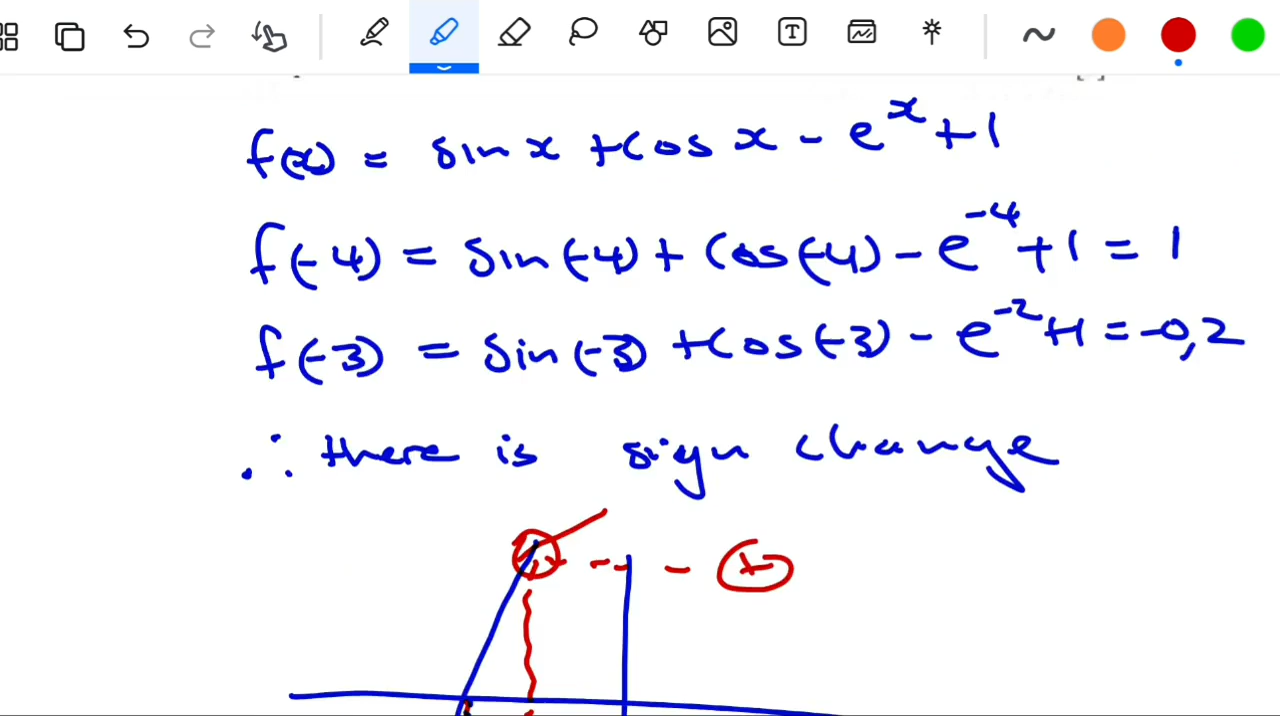 f(x) = sin x + cos x - e^x + 1
f(-4) = sin(-4) + cos(-4) - e^-4 + 1 = 1
f(-3) = sin(-3) + cos(-3) - e^-2 + 1 = -0,2
∴ there is sign change
+